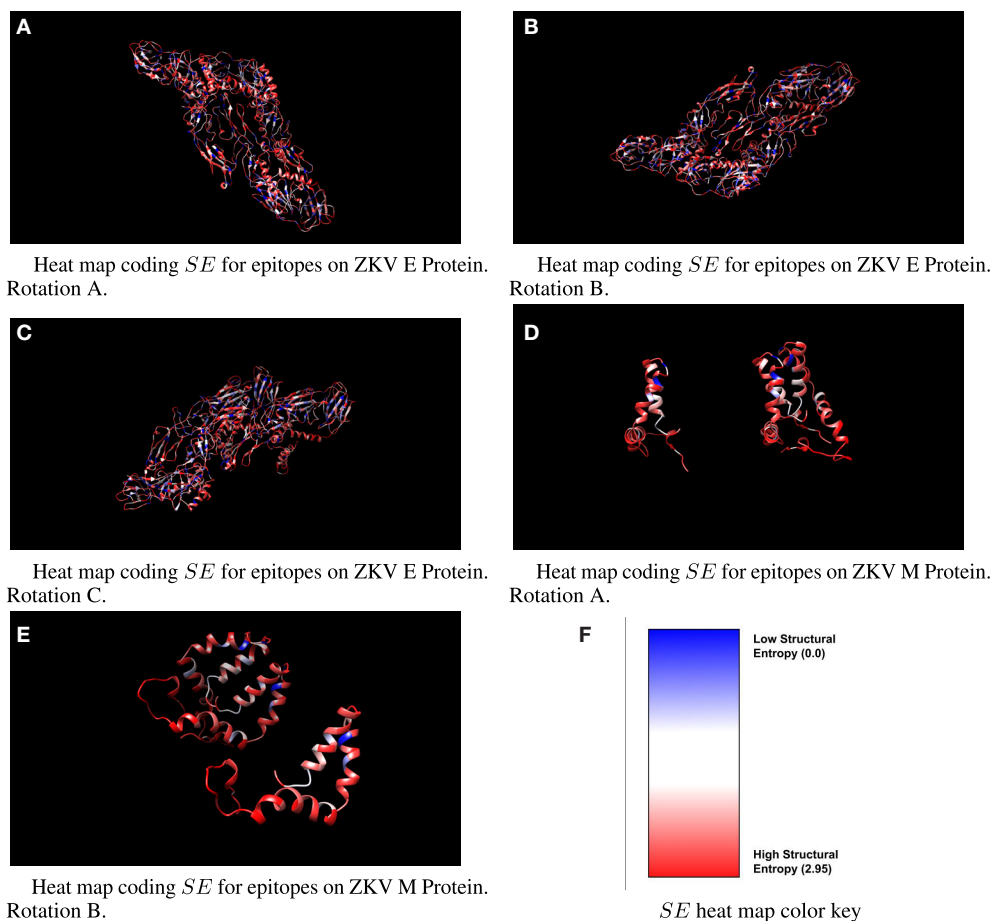 A
B
Heat map coding SE for epitopes on ZKV E Protein.
Rotation A.
Heat map coding SE for epitopes on ZKV E Protein.
Rotation B.
C
D
Heat map coding SE for epitopes on ZKV E Protein.
Rotation C.
Heat map coding SE for epitopes on ZKV M Protein.
Rotation A.
E
F
Low Structural
Entropy (0.0)
High Structural
Entropy (2.95)
Heat map coding SE for epitopes on ZKV M Protein.
Rotation B.
SE heat map color key